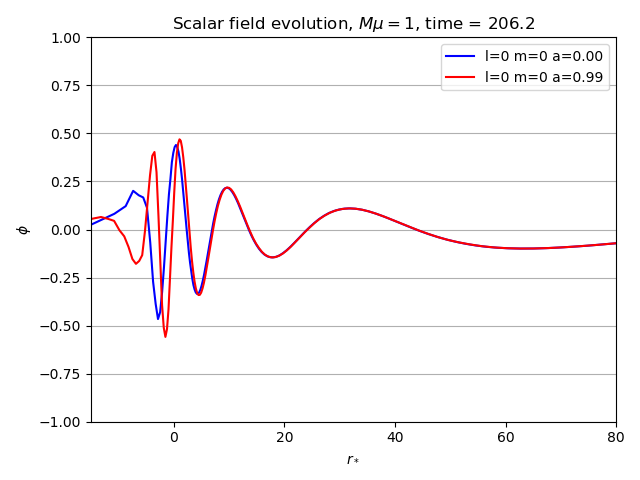 Scalar field evolution, Mμ = 1, time = 206.2
l=0 m=0 a=0.00
l=0 m=0 a=0.99
1.00
0.75
0.50
0.25
0.00
−0.25
−0.50
−0.75
−1.00
ϕ
0 20 40 60 80
r*